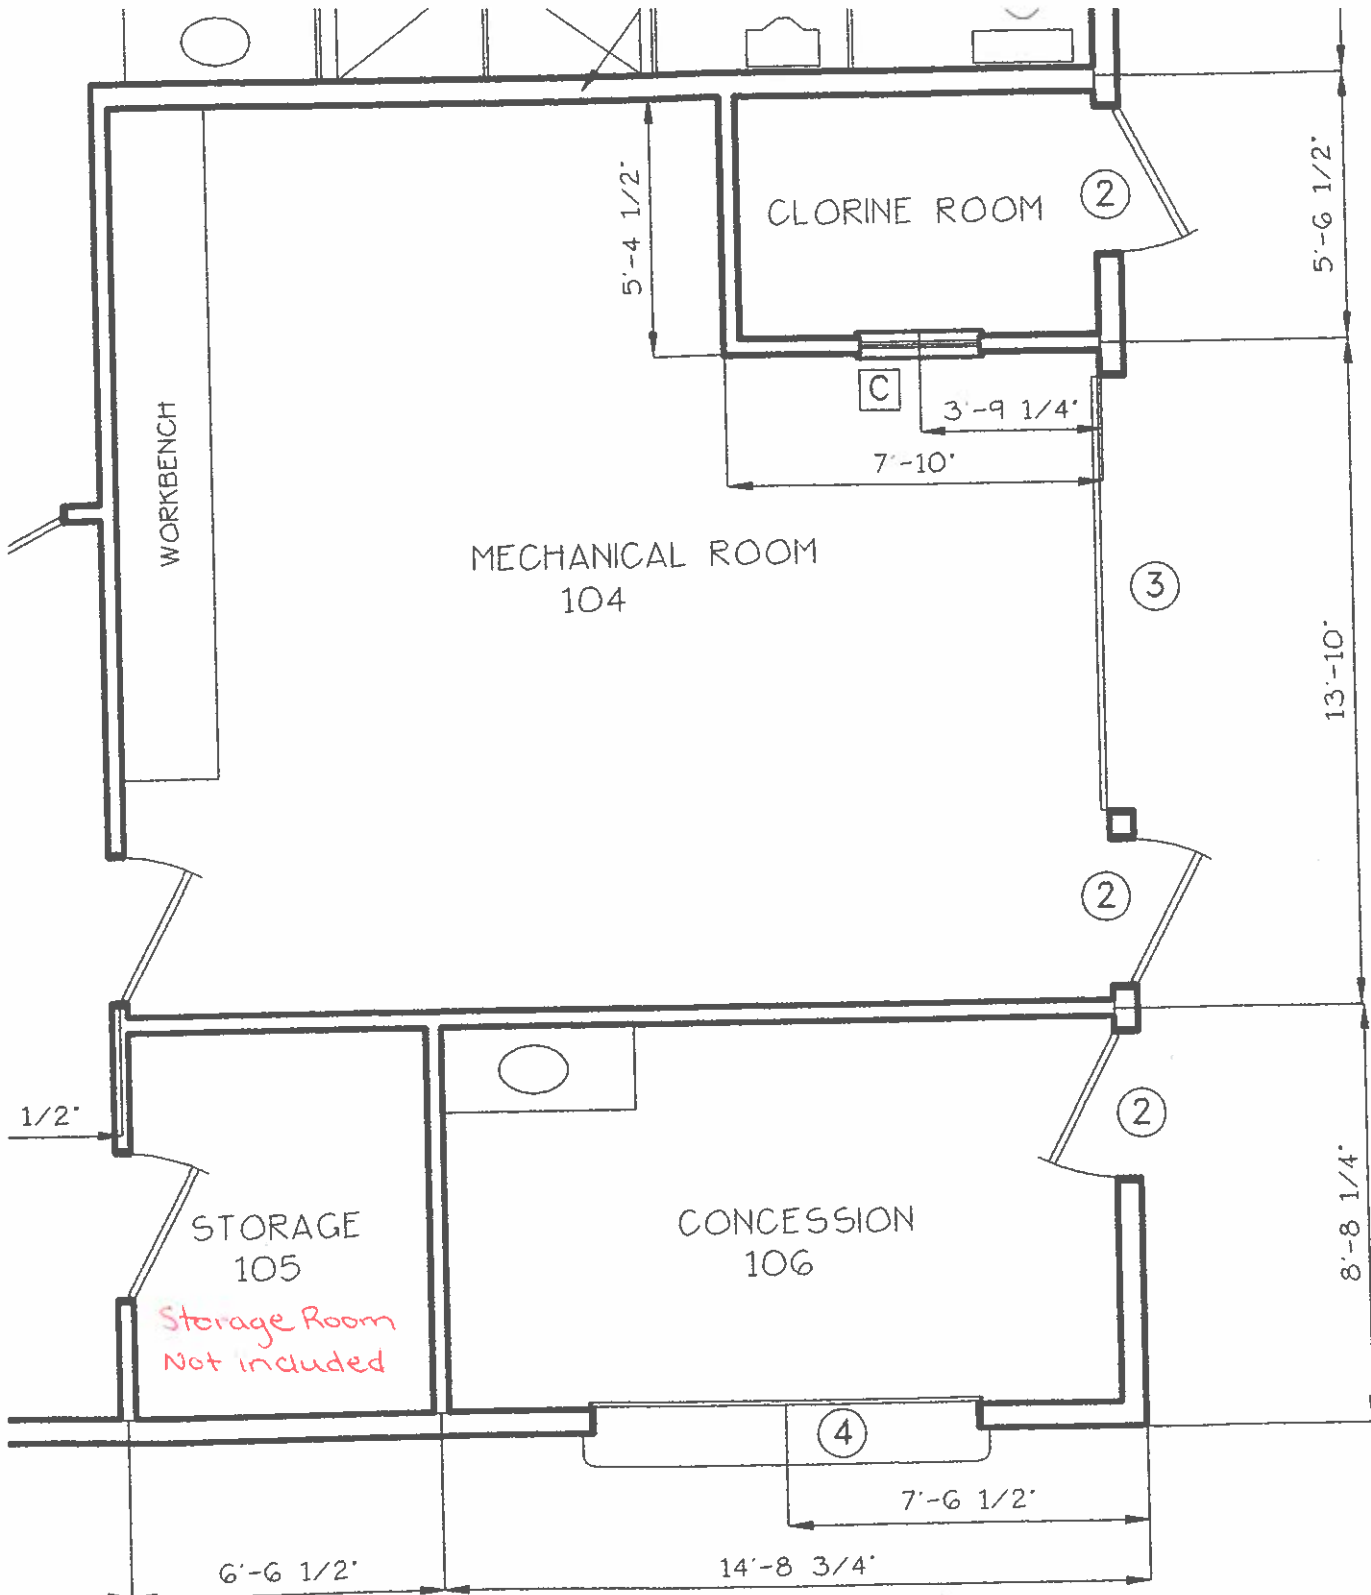 CLORINE ROOM
2
5'-6 1/2"
5'-4 1/2"
C
3'-9 1/4"
7'-10"
WORKBENCH
MECHANICAL ROOM
104
3
13'-10"
2
1/2"
2
STORAGE
105
Storage Room
Not included
CONCESSION
106
8'-8 1/4"
4
7'-6 1/2"
6'-6 1/2"
14'-8 3/4"